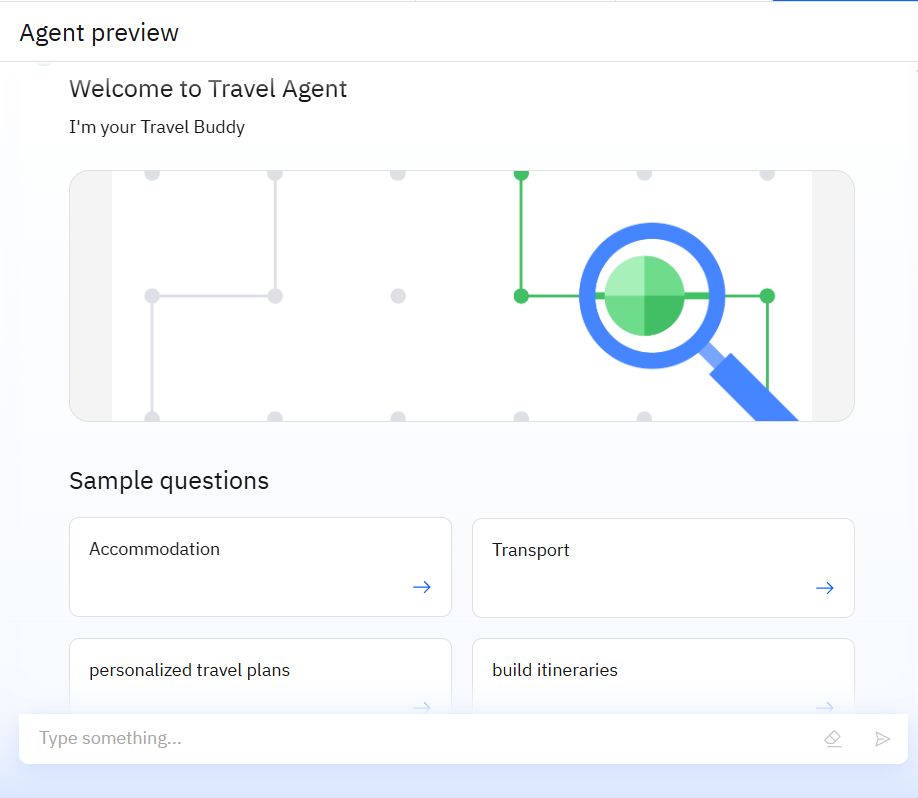 Agent preview
Welcome to Travel Agent
I'm your Travel Buddy
Sample questions
Accommodation
Transport
personalized travel plans
build itineraries
Type something...